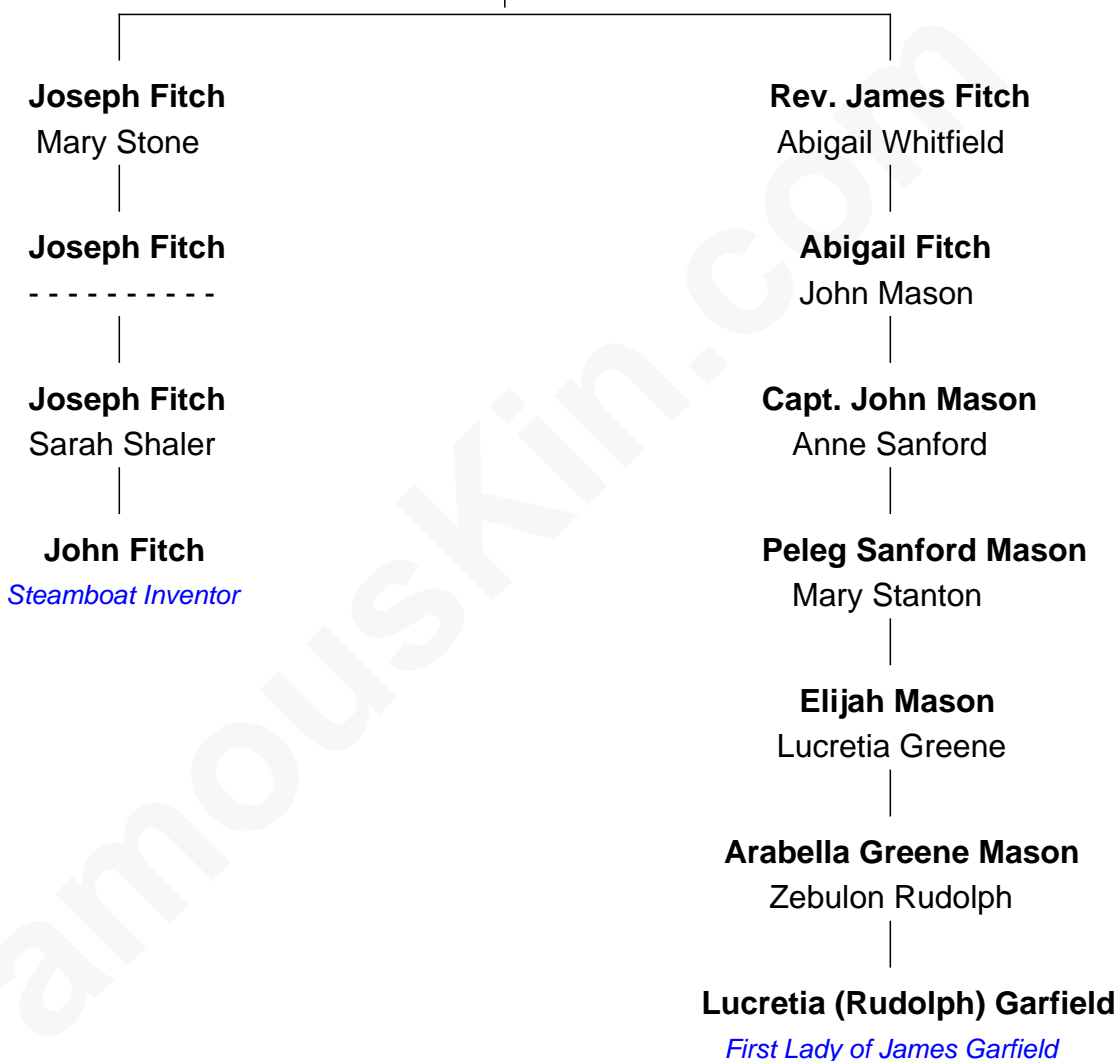 Joseph Fitch
Mary Stone
Joseph Fitch
- - - - - - - - - -
Joseph Fitch
Sarah Shaler
John Fitch
Steamboat Inventor
Rev. James Fitch
Abigail Whitfield
Abigail Fitch
John Mason
Capt. John Mason
Anne Sanford
Peleg Sanford Mason
Mary Stanton
Elijah Mason
Lucretia Greene
Arabella Greene Mason
Zebulon Rudolph
Lucretia (Rudolph) Garfield
First Lady of James Garfield
amouskin.com